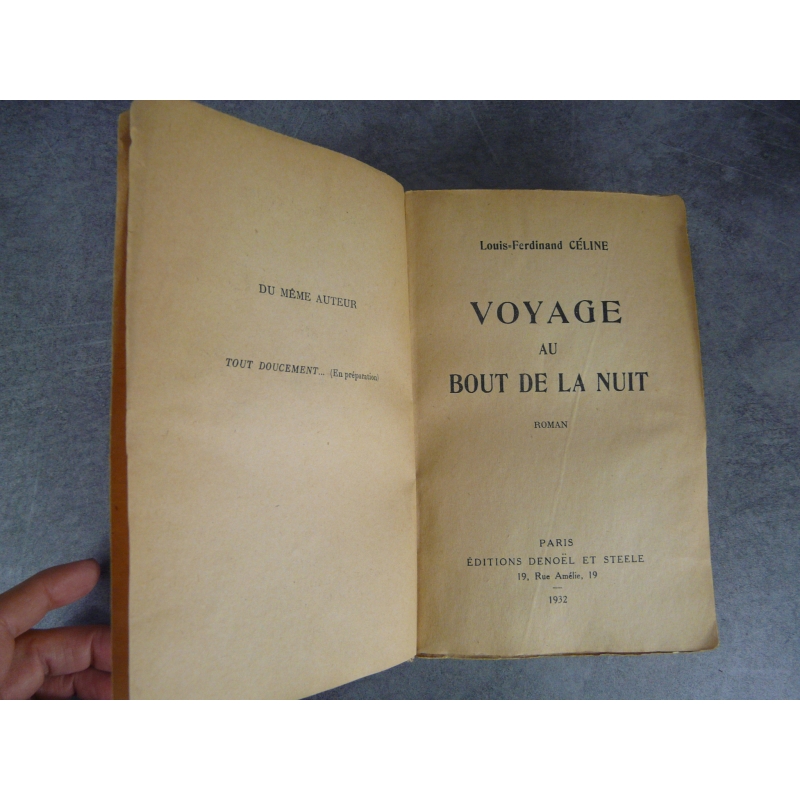 DU MÊME AUTEUR
TOUT DOUCEMENT... (En préparation)
Louis-Ferdinand CÉLINE
VOYAGE
AU
BOUT DE LA NUIT
ROMAN
PARIS
ÉDITIONS DENOËL ET STEELE
19, Rue Amélie, 19
1932